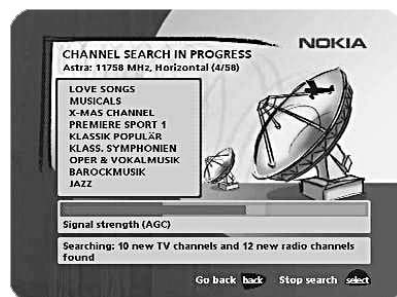 NOKIA
CHANNEL SEARCH IN PROGRESS
Astra: 11758 MHz, Horizontal (4/58)
LOVE SONGS
MUSICALS
X-MAS CHANNEL
PREMIERE SPORT 1
KLASSIK POPULÄR
KLASS. SYMPHONIEN
OPER & VOKALMUSIK
BAROCKMUSIK
JAZZ
Signal strength (AGC)
Searching: 10 new TV channels and 12 new radio channels
found
Go back back Stop search select